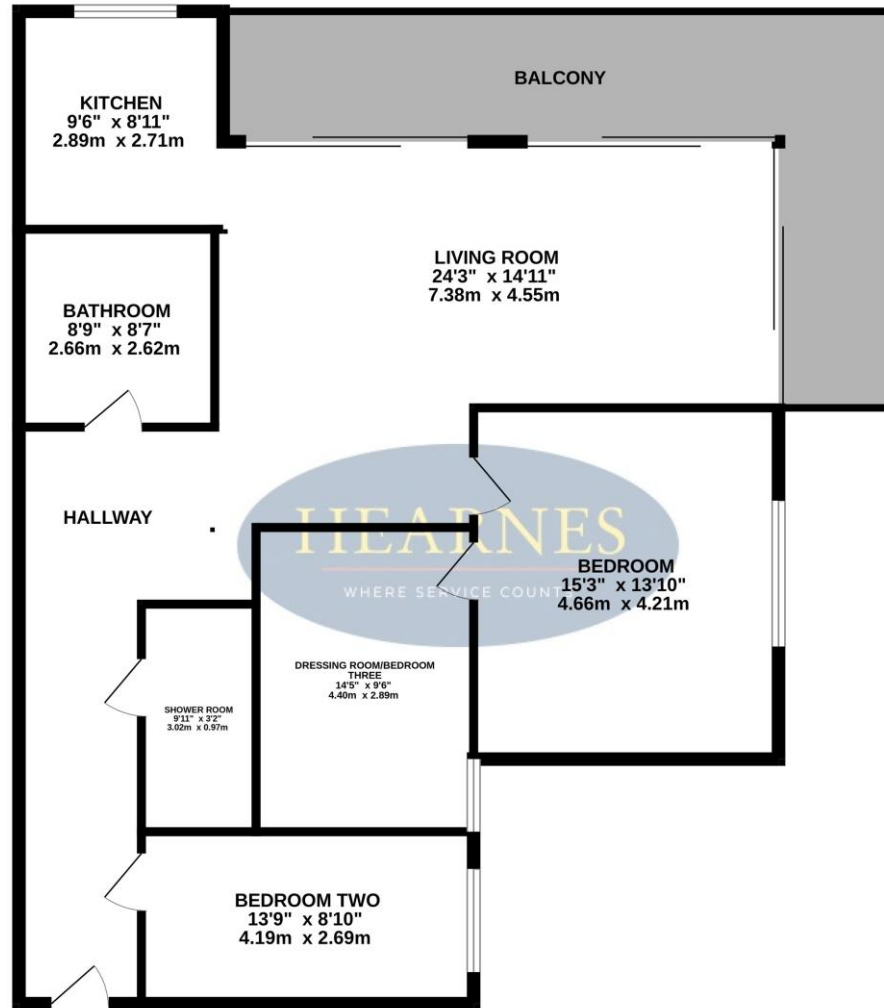 BALCONY
KITCHEN
9'6" x 8'11"
2.89m x 2.71m
LIVING ROOM
24'3" x 14'11"
7.38m x 4.55m
BATHROOM
8'9" x 8'7"
2.66m x 2.62m
HALLWAY
HEARNES
WHERE SERVICE COUNTS
BEDROOM
15'3" x 13'10"
4.66m x 4.21m
DRESSING ROOM/BEDROOM
THREE
14'5" x 9'6"
4.40m x 2.89m
SHOWER ROOM
9'11" x 3'2"
3.02m x 0.97m
BEDROOM TWO
13'9" x 8'10"
4.19m x 2.69m